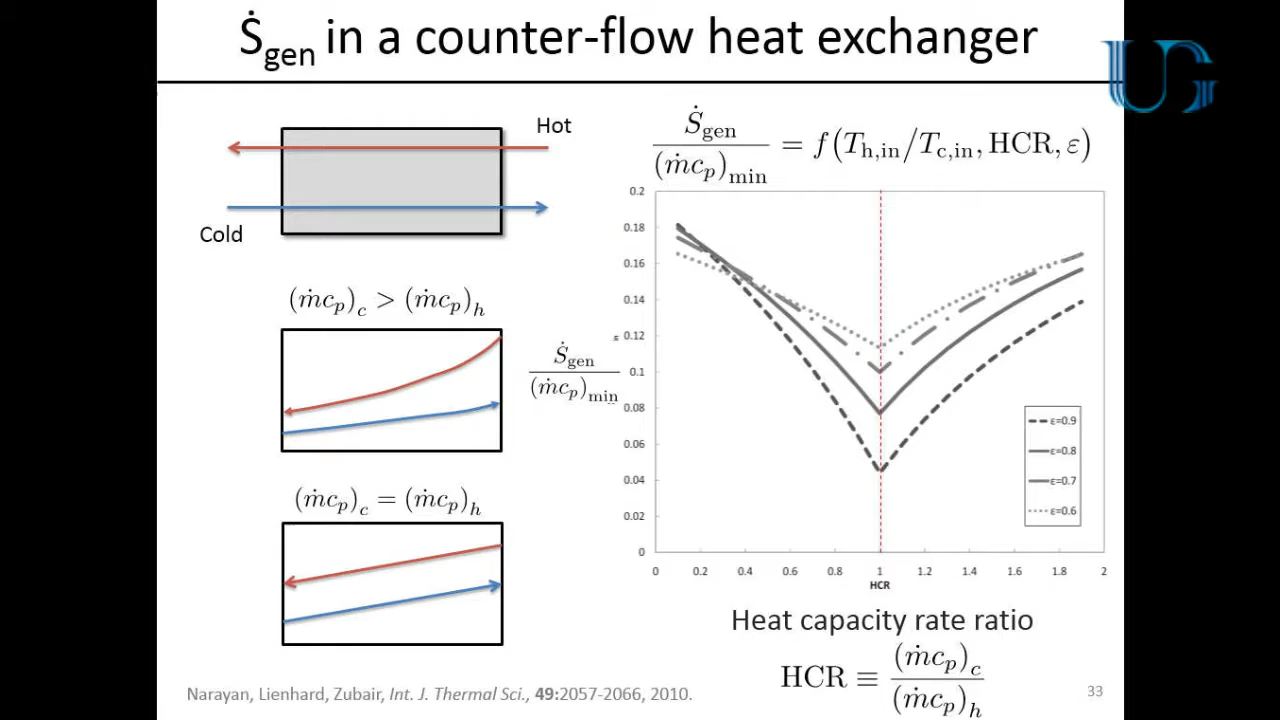 Ṡgen in a counter-flow heat exchanger
UG
Hot
Cold
Ṡgen/(ṁcp)min = f(Th,in/Tc,in, HCR, ε)
(ṁcp)c > (ṁcp)h
(ṁcp)c = (ṁcp)h
Ṡgen/(ṁcp)min
0.2
0.18
0.16
0.14
0.12
0.1
0.08
0.06
0.04
0.02
0
0 0.2 0.4 0.6 0.8 1 1.2 1.4 1.6 1.8 2
HCR
ε=0.9
ε=0.8
ε=0.7
ε=0.6
Heat capacity rate ratio
HCR ≡ (ṁcp)c/(ṁcp)h
Narayan, Lienhard, Zubair, Int. J. Thermal Sci., 49:2057-2066, 2010.
33